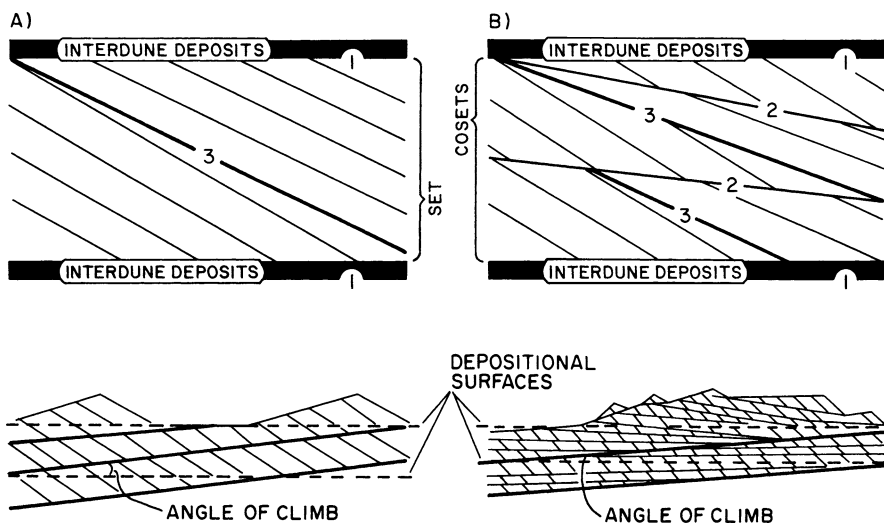 A)
INTERDUNE DEPOSITS
1
3
SET
INTERDUNE DEPOSITS
1
B)
INTERDUNE DEPOSITS
1
COSETS
2
3
2
3
INTERDUNE DEPOSITS
1
DEPOSITIONAL
SURFACES
ANGLE OF CLIMB
ANGLE OF CLIMB